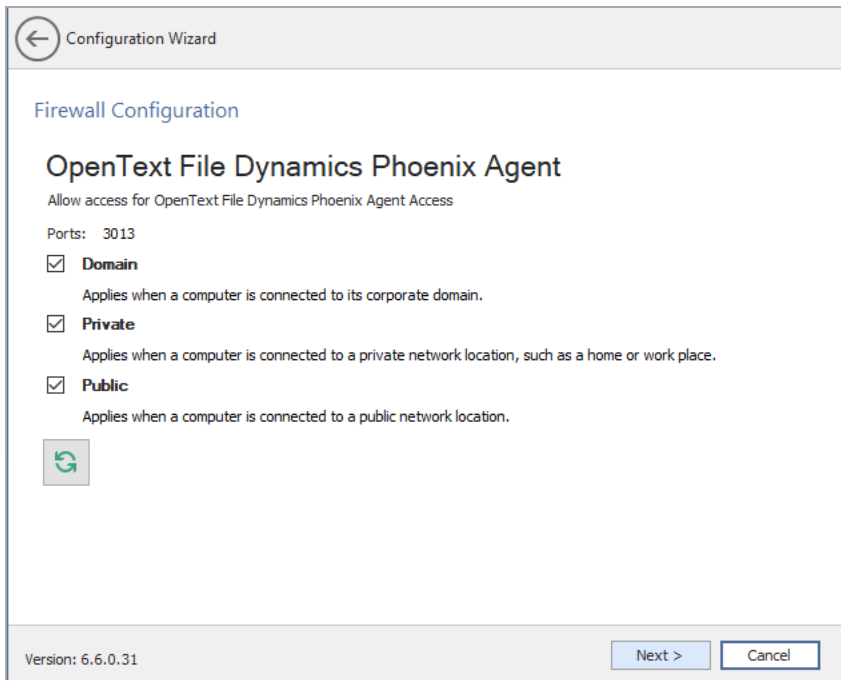 Configuration Wizard
Firewall Configuration
OpenText File Dynamics Phoenix Agent
Allow access for OpenText File Dynamics Phoenix Agent Access
Ports: 3013
Domain
Applies when a computer is connected to its corporate domain.
Private
Applies when a computer is connected to a private network location, such as a home or work place.
Public
Applies when a computer is connected to a public network location.
Version: 6.6.0.31 Next > Cancel